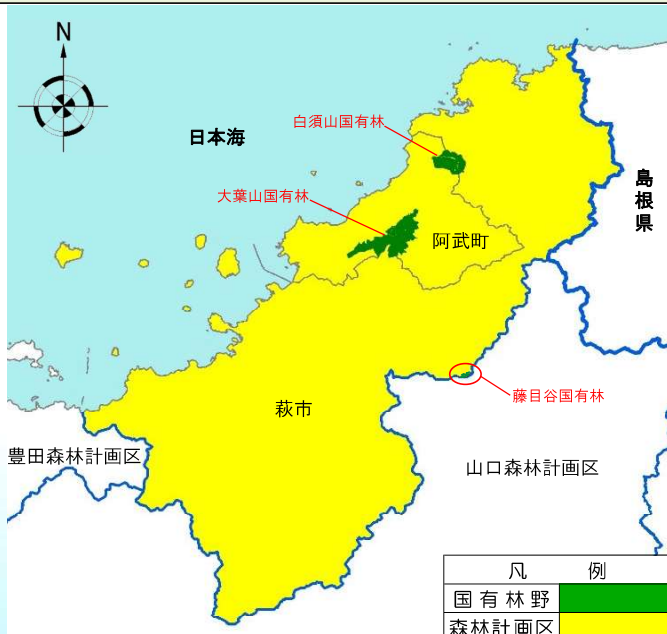 N
白須山国有林
日本海
島根県
大葉山国有林
阿武町
藤目谷国有林
萩市
豊田森林計画区
山口森林計画区
凡 例
国有林野
森林計画区